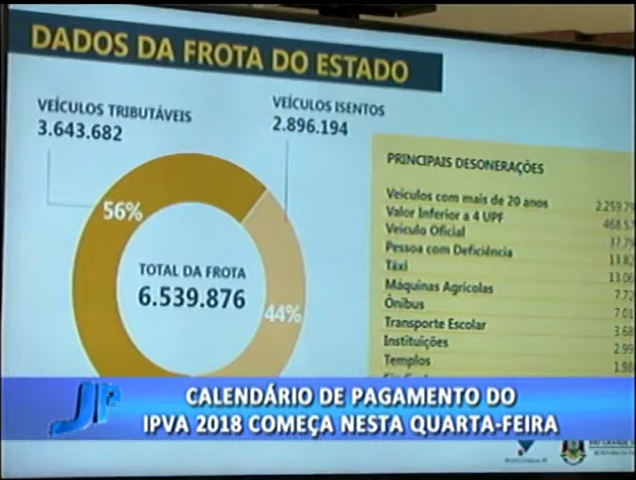 DADOS DA FROTA DO ESTADO
VEÍCULOS TRIBUTÁVEIS
3.643.682
VEÍCULOS ISENTOS
2.896.194
56%
TOTAL DA FROTA
6.539.876
44%
PRINCIPAIS DESONERAÇÕES
Veículos com mais de 20 anos
Valor Inferior a 4 UPF
Veículo Oficial
Pessoa com Deficiência
Táxi
Máquinas Agrícolas
Ônibus
Transporte Escolar
Instituições
Templos
JP
CALENDÁRIO DE PAGAMENTO DO
IPVA 2018 COMEÇA NESTA QUARTA-FEIRA